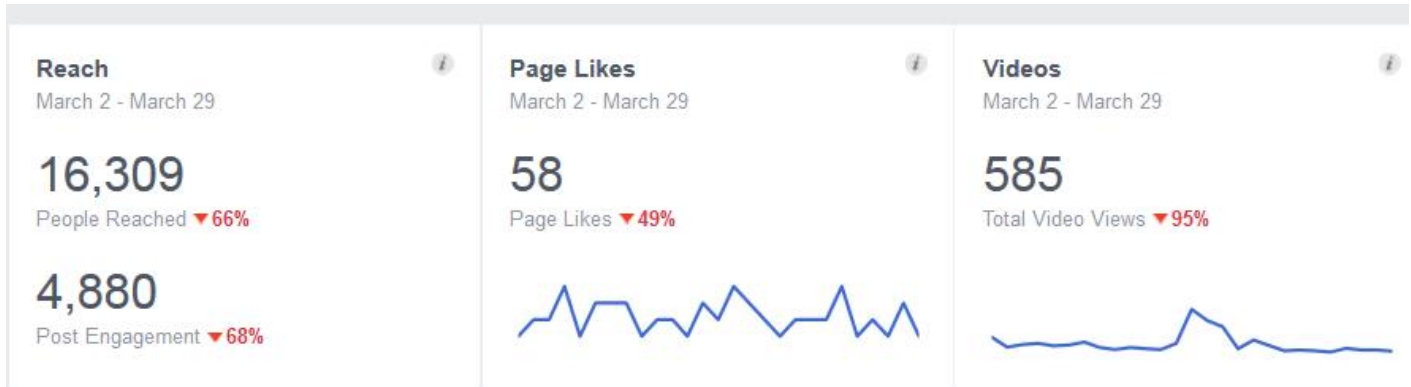 Reach
March 2 - March 29
16,309
People Reached ▼66%
4,880
Post Engagement ▼68%
Page Likes
March 2 - March 29
58
Page Likes ▼49%
Videos
March 2 - March 29
585
Total Video Views ▼95%